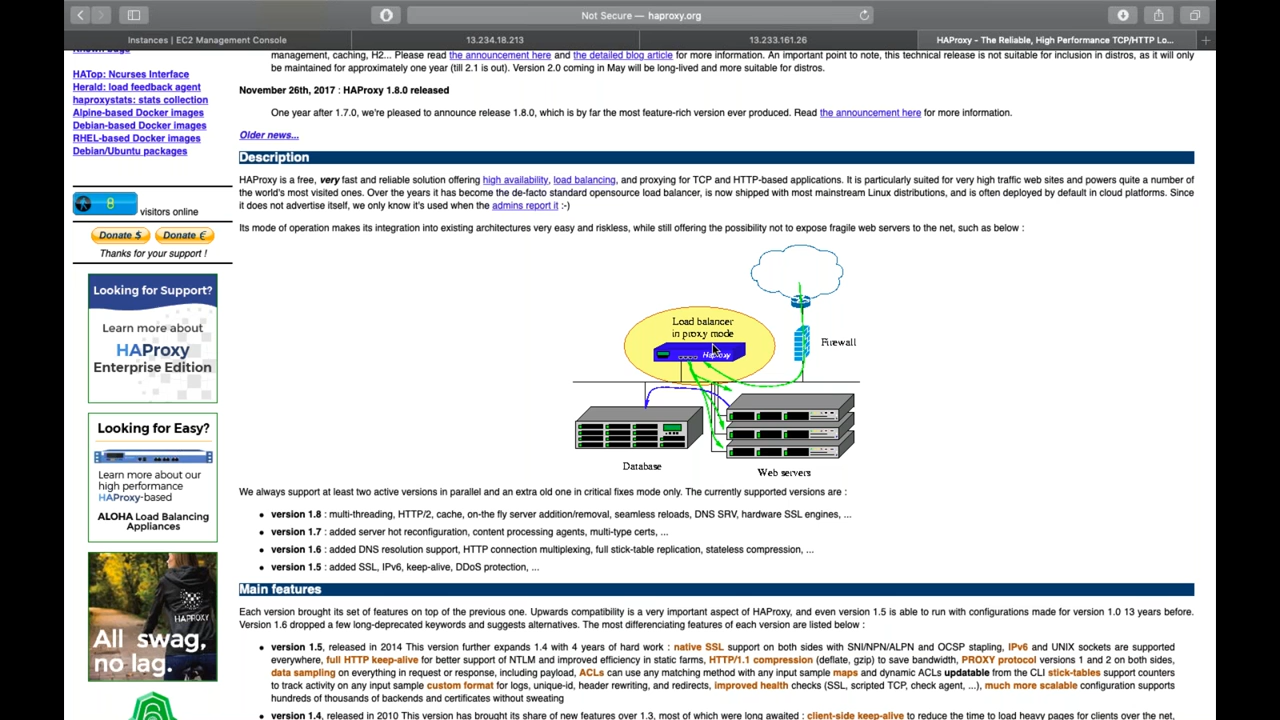 Not Secure — haproxy.org
Instances | EC2 Management Console
13.234.18.213
13.233.161.26
HAProxy - The Reliable, High Performance TCP/HTTP Lo...
HATop: Ncurses Interface
Herald: load feedback agent
haproxystats: stats collection
Alpine-based Docker images
Debian-based Docker images
RHEL-based Docker images
Debian/Ubuntu packages
8
visitors online
Donate $
Donate €
Thanks for your support !
Looking for Support?
Learn more about
HAProxy
Enterprise Edition
Looking for Easy?
Learn more about our
high performance
HAProxy-based
ALOHA Load Balancing
Appliances
HAPROXY
All swag,
no lag.
management, caching, H2... Please read the announcement here and the detailed blog article for more information. An important point to note, this technical release is not suitable for inclusion in distros, as it will only
be maintained for approximately one year (till 2.1 is out). Version 2.0 coming in May will be long-lived and more suitable for distros.
November 26th, 2017 : HAProxy 1.8.0 released
One year after 1.7.0, we're pleased to announce release 1.8.0, which is by far the most feature-rich version ever produced. Read the announcement here for more information.
Older news...
Description
HAProxy is a free, very fast and reliable solution offering high availability, load balancing, and proxying for TCP and HTTP-based applications. It is particularly suited for very high traffic web sites and powers quite a number of
the world's most visited ones. Over the years it has become the de-facto standard opensource load balancer, is now shipped with most mainstream Linux distributions, and is often deployed by default in cloud platforms. Since
it does not advertise itself, we only know it's used when the admins report it :-)
Its mode of operation makes its integration into existing architectures very easy and riskless, while still offering the possibility not to expose fragile web servers to the net, such as below :
Load balancer
in proxy mode
HaProxy
Firewall
Database
Web servers
We always support at least two active versions in parallel and an extra old one in critical fixes mode only. The currently supported versions are :
version 1.8 : multi-threading, HTTP/2, cache, on-the fly server addition/removal, seamless reloads, DNS SRV, hardware SSL engines, ...
version 1.7 : added server hot reconfiguration, content processing agents, multi-type certs, ...
version 1.6 : added DNS resolution support, HTTP connection multiplexing, full stick-table replication, stateless compression, ...
version 1.5 : added SSL, IPv6, keep-alive, DDoS protection, ...
Main features
Each version brought its set of features on top of the previous one. Upwards compatibility is a very important aspect of HAProxy, and even version 1.5 is able to run with configurations made for version 1.0 13 years before.
Version 1.6 dropped a few long-deprecated keywords and suggests alternatives. The most differenciating features of each version are listed below :
version 1.5, released in 2014 This version further expands 1.4 with 4 years of hard work : native SSL support on both sides with SNI/NPN/ALPN and OCSP stapling, IPv6 and UNIX sockets are supported
everywhere, full HTTP keep-alive for better support of NTLM and improved efficiency in static farms, HTTP/1.1 compression (deflate, gzip) to save bandwidth, PROXY protocol versions 1 and 2 on both sides,
data sampling on everything in request or response, including payload, ACLs can use any matching method with any input sample maps and dynamic ACLs updatable from the CLI stick-tables support counters
to track activity on any input sample custom format for logs, unique-id, header rewriting, and redirects, improved health checks (SSL, scripted TCP, check agent, ...), much more scalable configuration supports
hundreds of thousands of backends and certificates without sweating
version 1.4, released in 2010 This version has brought its share of new features over 1.3, most of which were long awaited : client-side keep-alive to reduce the time to load heavy pages for clients over the net,